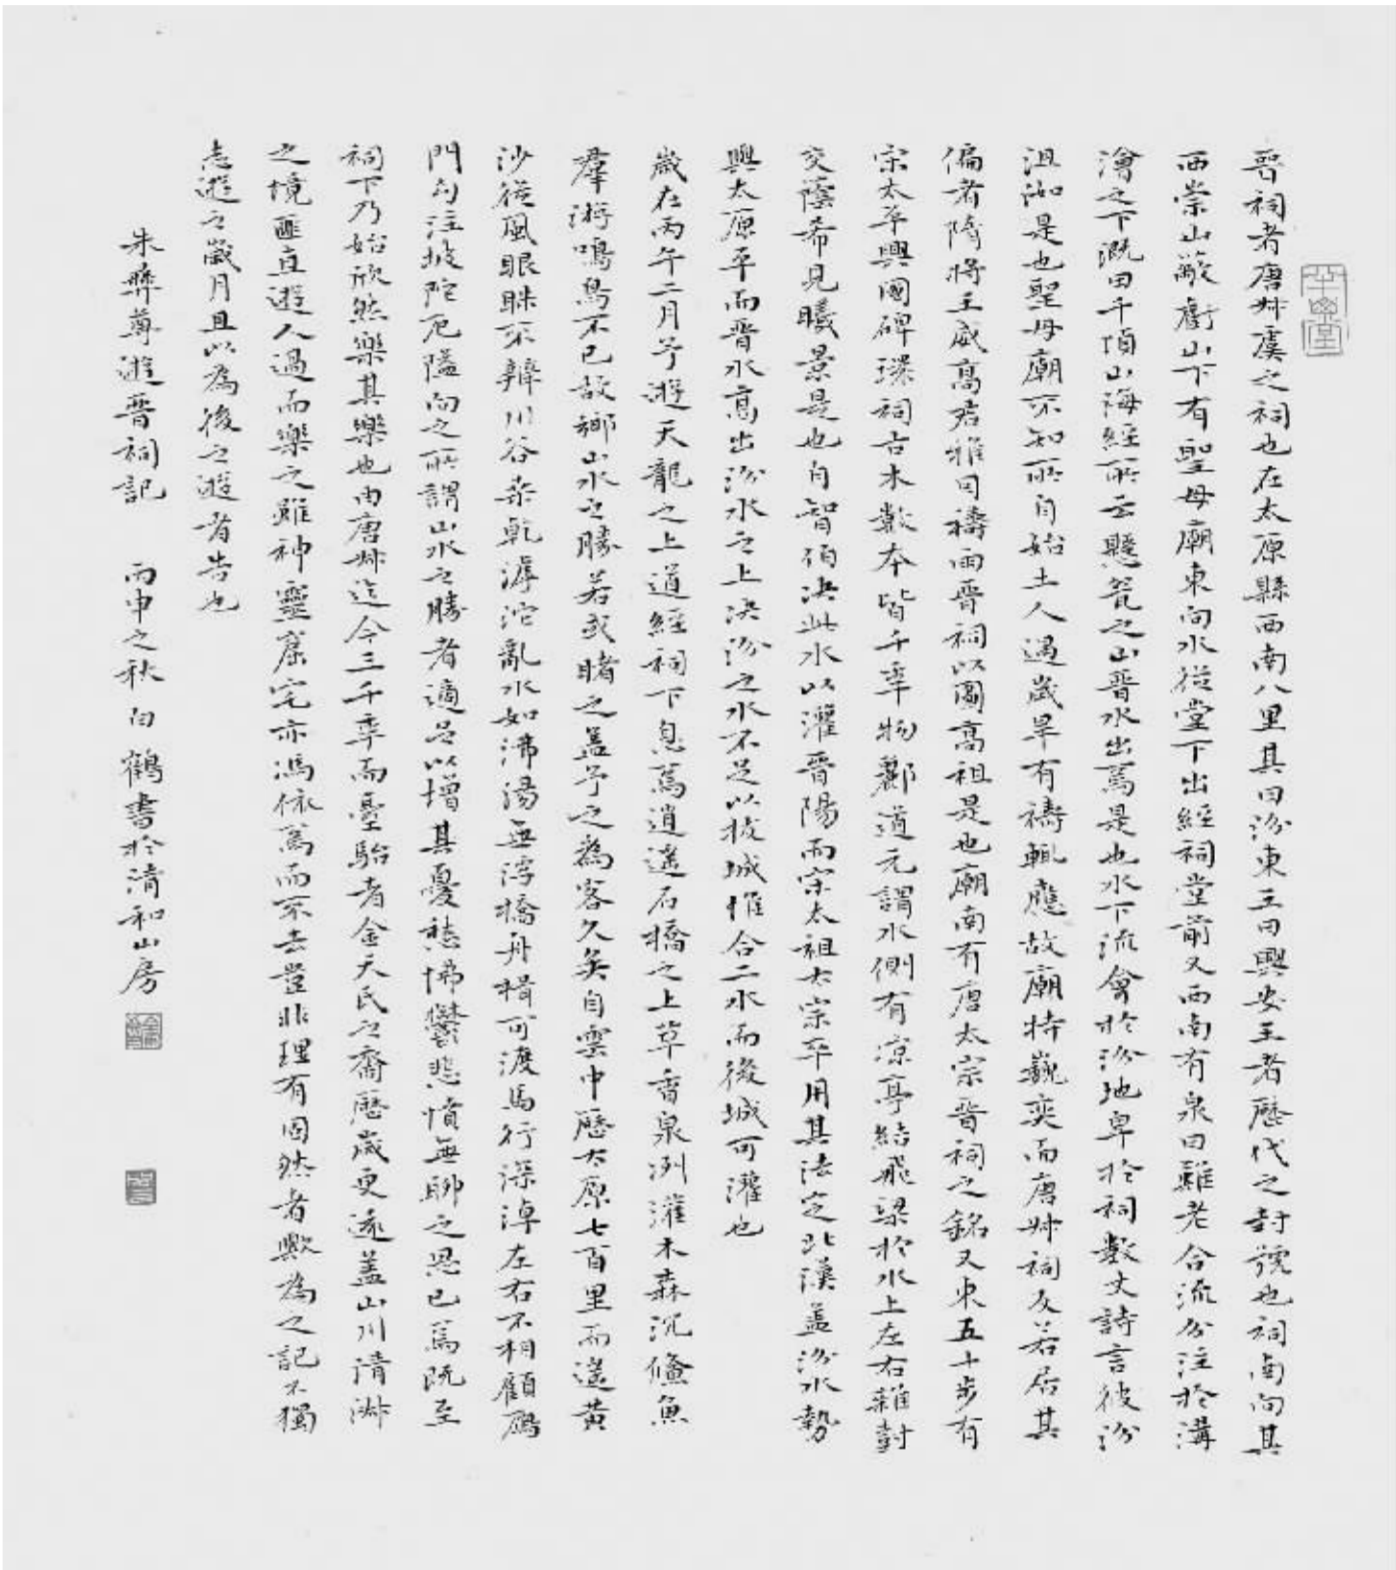 晋祠者唐叔虞之祠也在太原縣西南八里其曰汾東王曰興安王者歷代之封號也祠南向其
西崇山蔽虧山下有聖母廟東向水從堂下出經祠堂前又西南有泉曰難老合流分注於溝
澮之下溉田千頃山海經所云懸甕之山晋水出焉是也水下流會於汾地卑於祠數丈詩言彼汾
沮洳是也聖母廟不知所自始土人遇歲旱有禱輒應故廟特巍奕而唐叔祠反若居其
偏者隋將王威高君雅因禱雨晋祠以圖高祖是也廟南有唐太宗晋祠之銘又東五十步有
宋太平興國碑環祠古木數本皆千年物酈道元謂水側有凉亭結飛梁於水上左右雜樹
交蔭希見曦景是也自智伯決此水以灌晋陽而宋太祖太宗卒用其法定北漢蓋汾水勢
與太原平而晋水高出汾水之上決汾之水不足以拔城惟合二水而後城可灌也
歲在丙午二月予遊天龍之上道經祠下息焉逍遙石橋之上草香泉洌灌木森沉鯈魚
羣游鳴鳥不已故鄉山水之勝若或睹之蓋予之為客久矣自雲中歷太原七百里而遙黃
沙從風眼眯不辨川谷桑乾滹沱亂水如沸湯無浮橋舟楫可渡馬行深淖左右不相顧雁
門勾注坡陀厄隘向之所謂山水之勝者適足以增其憂愁怫鬱悲憤無聊之思已焉既至
祠下乃始欣然樂其樂也由唐叔迄今三千年而臺駘者金天氏之裔歷歲更遠蓋山川清淑
之境匪直遊人過而樂之雖神靈窟宅亦馮依焉而不去豈非理有固然者歟為之記不獨
志遊之歲月且以為後之遊者告也
朱彝尊遊晋祠記 丙申之秋白鶴書於清和山房